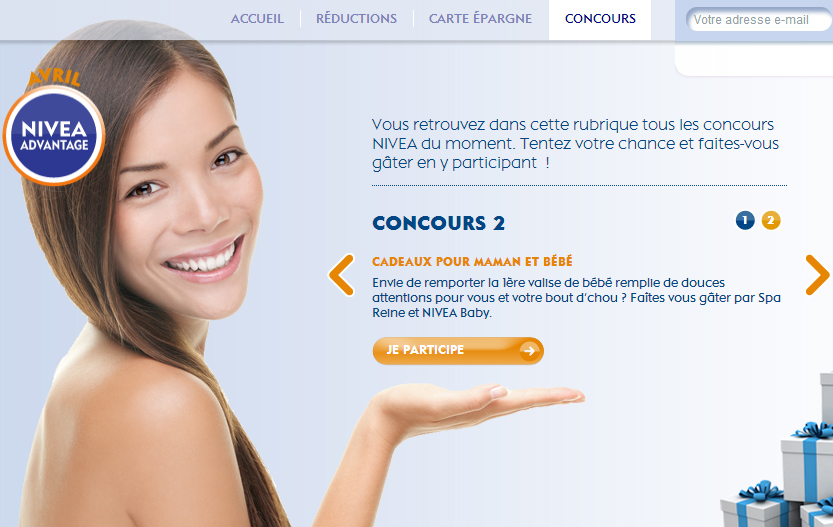 ACCUEIL
RÉDUCTIONS
CARTE ÉPARGNE
CONCOURS
Votre adresse e-mail
AVRIL
NIVEA
ADVANTAGE
Vous retrouvez dans cette rubrique tous les concours
NIVEA du moment. Tentez votre chance et faites-vous
gâter en y participant !
CONCOURS 2
1
2
CADEAUX POUR MAMAN ET BÉBÉ
Envie de remporter la 1ère valise de bébé remplie de douces
attentions pour vous et votre bout d'chou ? Faîtes vous gâter par Spa
Reine et NIVEA Baby.
JE PARTICIPE